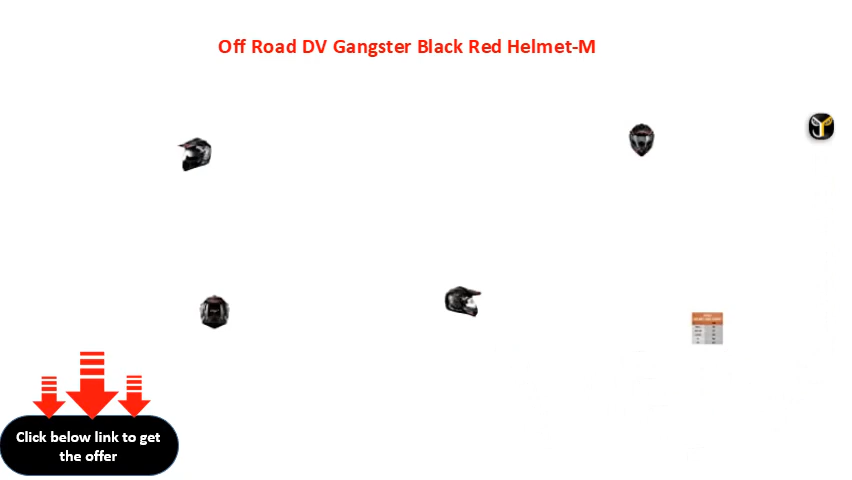 Off Road DV Gangster Black Red Helmet-M
Click below link to get
the offer